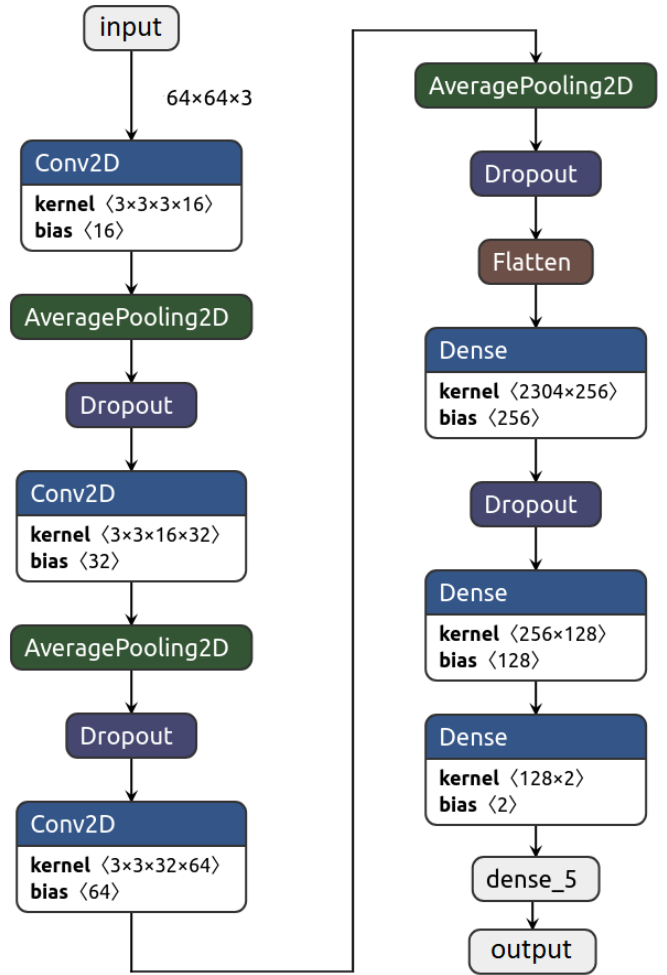 input
64×64×3
Conv2D
kernel〈3×3×3×16〉
bias〈16〉
AveragePooling2D
Dropout
Conv2D
kernel〈3×3×16×32〉
bias〈32〉
AveragePooling2D
Dropout
Conv2D
kernel〈3×3×32×64〉
bias〈64〉
AveragePooling2D
Dropout
Flatten
Dense
kernel〈2304×256〉
bias〈256〉
Dropout
Dense
kernel〈256×128〉
bias〈128〉
Dense
kernel〈128×2〉
bias〈2〉
dense_5
output